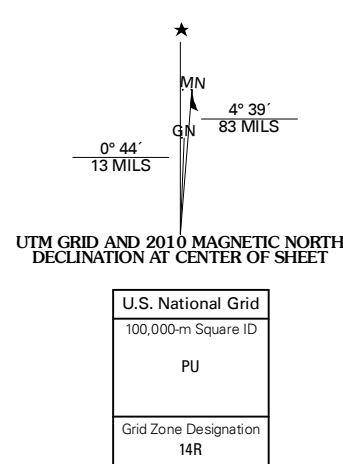 ★
MN
GN
4° 39´
83 MILS
0° 44´
13 MILS
UTM GRID AND 2010 MAGNETIC NORTH
DECLINATION AT CENTER OF SHEET
U.S. National Grid
100,000-m Square ID
PU
Grid Zone Designation
14R